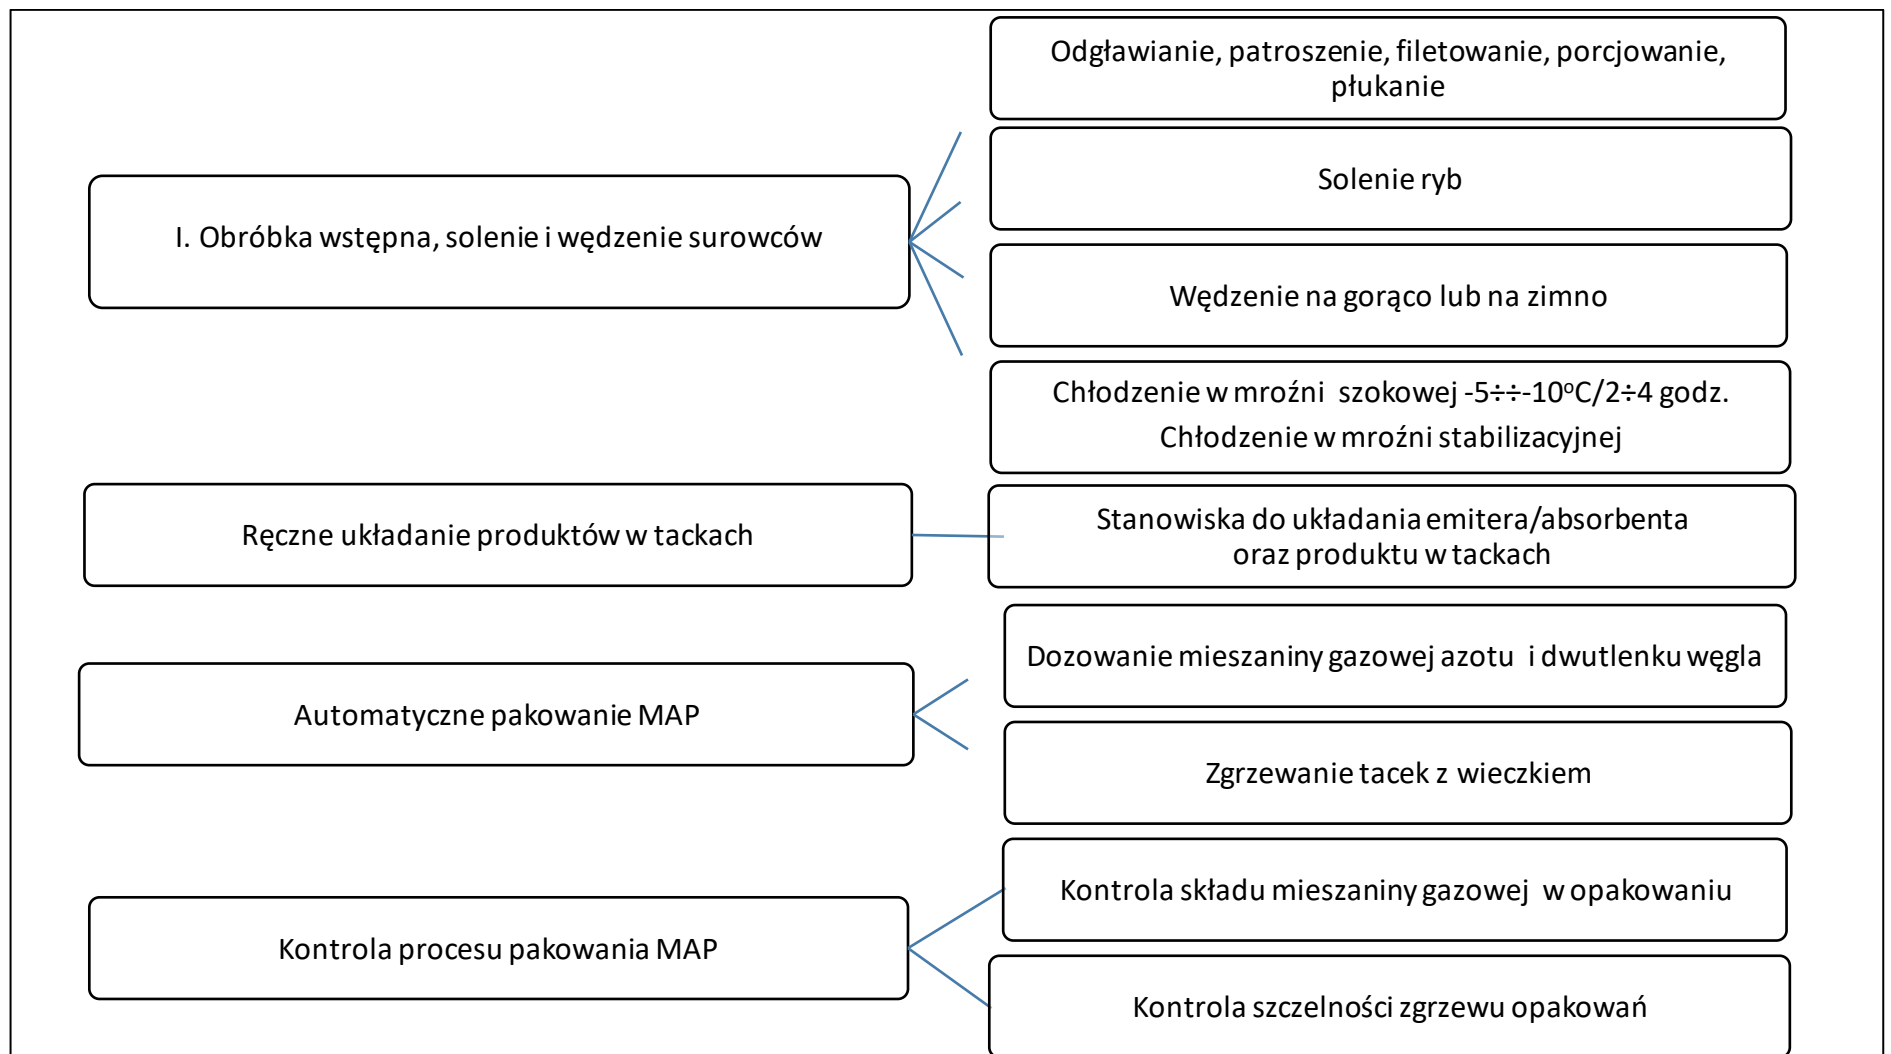 Odgławianie, patroszenie, filetowanie, porcjowanie,
płukanie
I. Obróbka wstępna, solenie i wędzenie surowców
Solenie ryb
Wędzenie na gorąco lub na zimno
Chłodzenie w mroźni szokowej -5÷÷-10°C/2÷4 godz.
Chłodzenie w mroźni stabilizacyjnej
Ręczne układanie produktów w tackach
Stanowiska do układania emitera/absorbenta
oraz produktu w tackach
Automatyczne pakowanie MAP
Dozowanie mieszaniny gazowej azotu i dwutlenku węgla
Zgrzewanie tacek z wieczkiem
Kontrola procesu pakowania MAP
Kontrola składu mieszaniny gazowej w opakowaniu
Kontrola szczelności zgrzewu opakowań